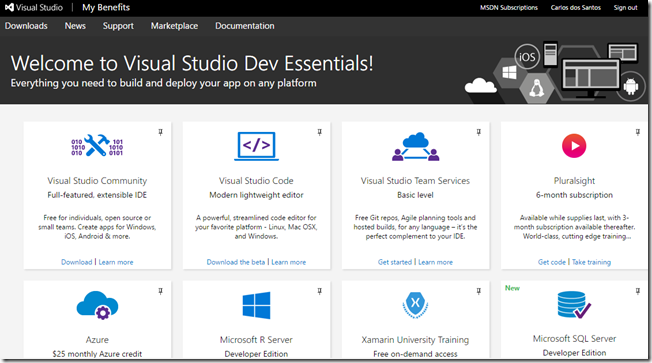 Visual Studio | My Benefits
MSDN Subscriptions Carlos dos Santos Sign out
Downloads News Support Marketplace Documentation
Welcome to Visual Studio Dev Essentials!
Everything you need to build and deploy your app on any platform
iOS
010 101
1010 1010
010 0101
Visual Studio Community
Full-featured, extensible IDE
Free for individuals, open source or
small teams. Create apps for Windows,
iOS, Android & more.
Download | Learn more
</>
Visual Studio Code
Modern lightweight editor
A powerful, streamlined code editor for
your favorite platform - Linux, Mac OSX,
and Windows.
Download the beta | Learn more
Visual Studio Team Services
Basic level
Free Git repos, Agile planning tools and
hosted builds, for any language – it's the
perfect complement to your IDE.
Get started | Learn more
Pluralsight
6-month subscription
Available while supplies last, with 3-
month subscription available thereafter.
World-class, cutting edge training...
Get code | Take training
Azure
$25 monthly Azure credit
Microsoft R Server
Developer Edition
Xamarin University Training
Free on-demand access
New
Microsoft SQL Server
Developer Edition